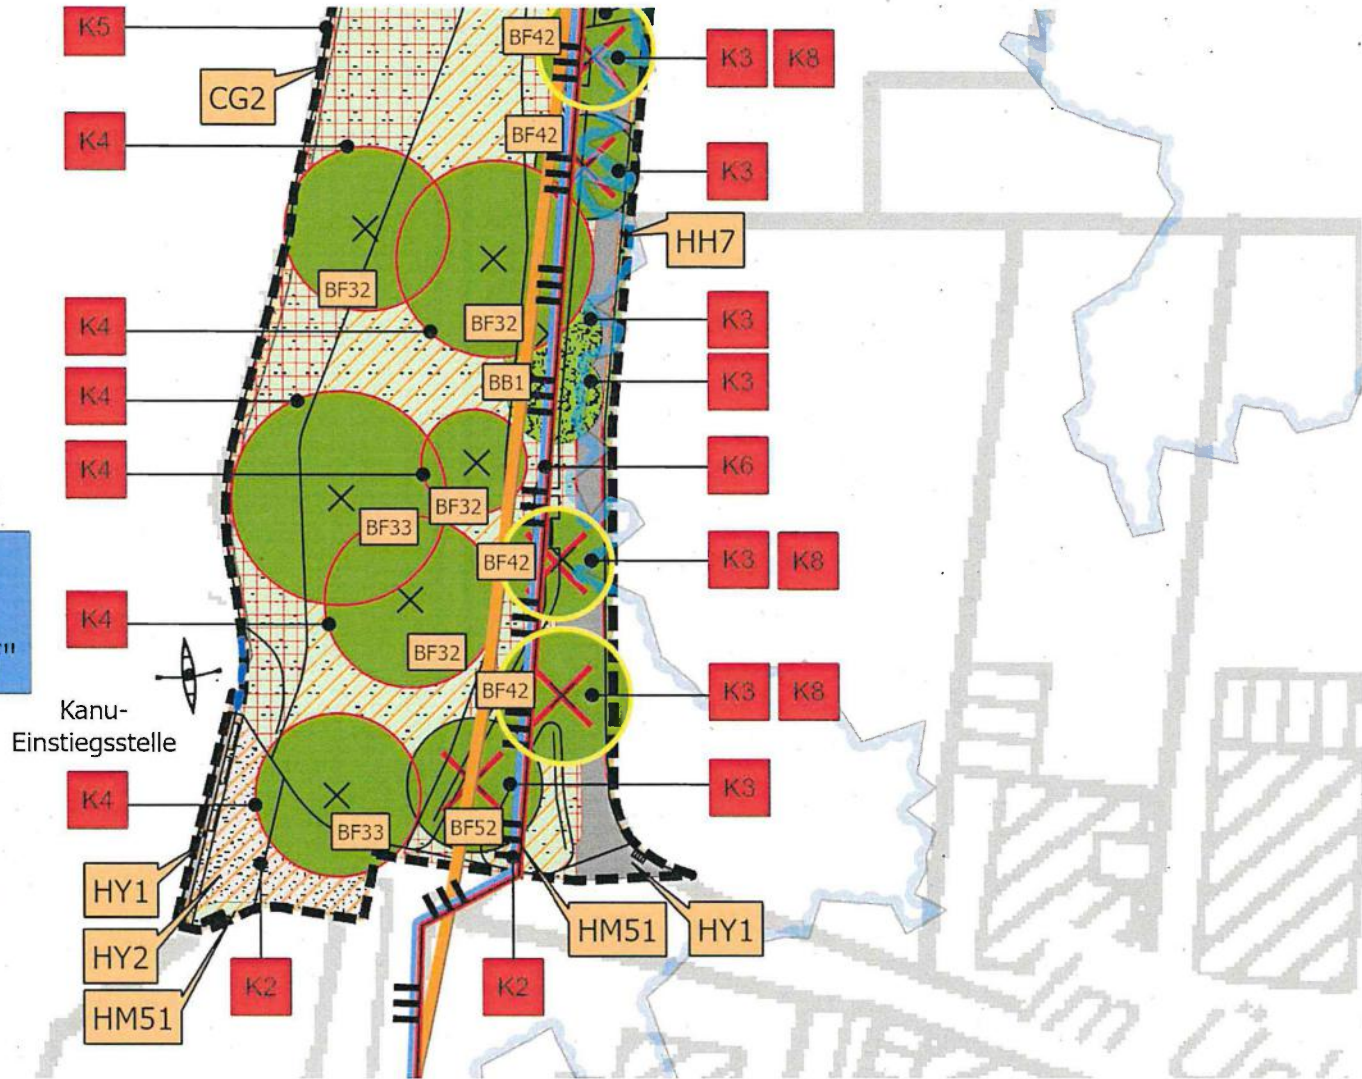 K5
BF42
K3 K8
CG2
K4
BF42
K3
HH7
BF32
K4
BF32
K3
BB1
K3
K4
K4
K6
BF32
BF33
BF42
K3 K8
K4
"
BF32
BF42
K3 K8
Kanu-
Einstiegsstelle
K4
K3
BF33
BF52
HY1
HM51
HY1
HY2
K2
K2
HM51
Im